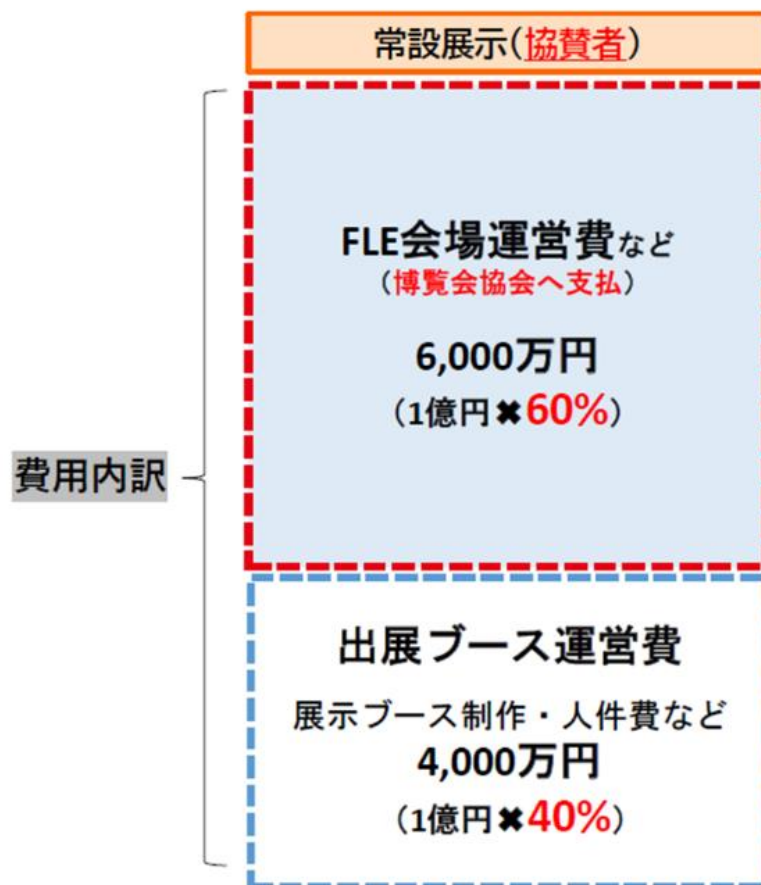 常設展示(協賛者)
FLE会場運営費など
(博覧会協会へ支払)
6,000万円
(1億円✖60%)
費用内訳
出展ブース運営費
展示ブース制作・人件費など
4,000万円
(1億円✖40%)